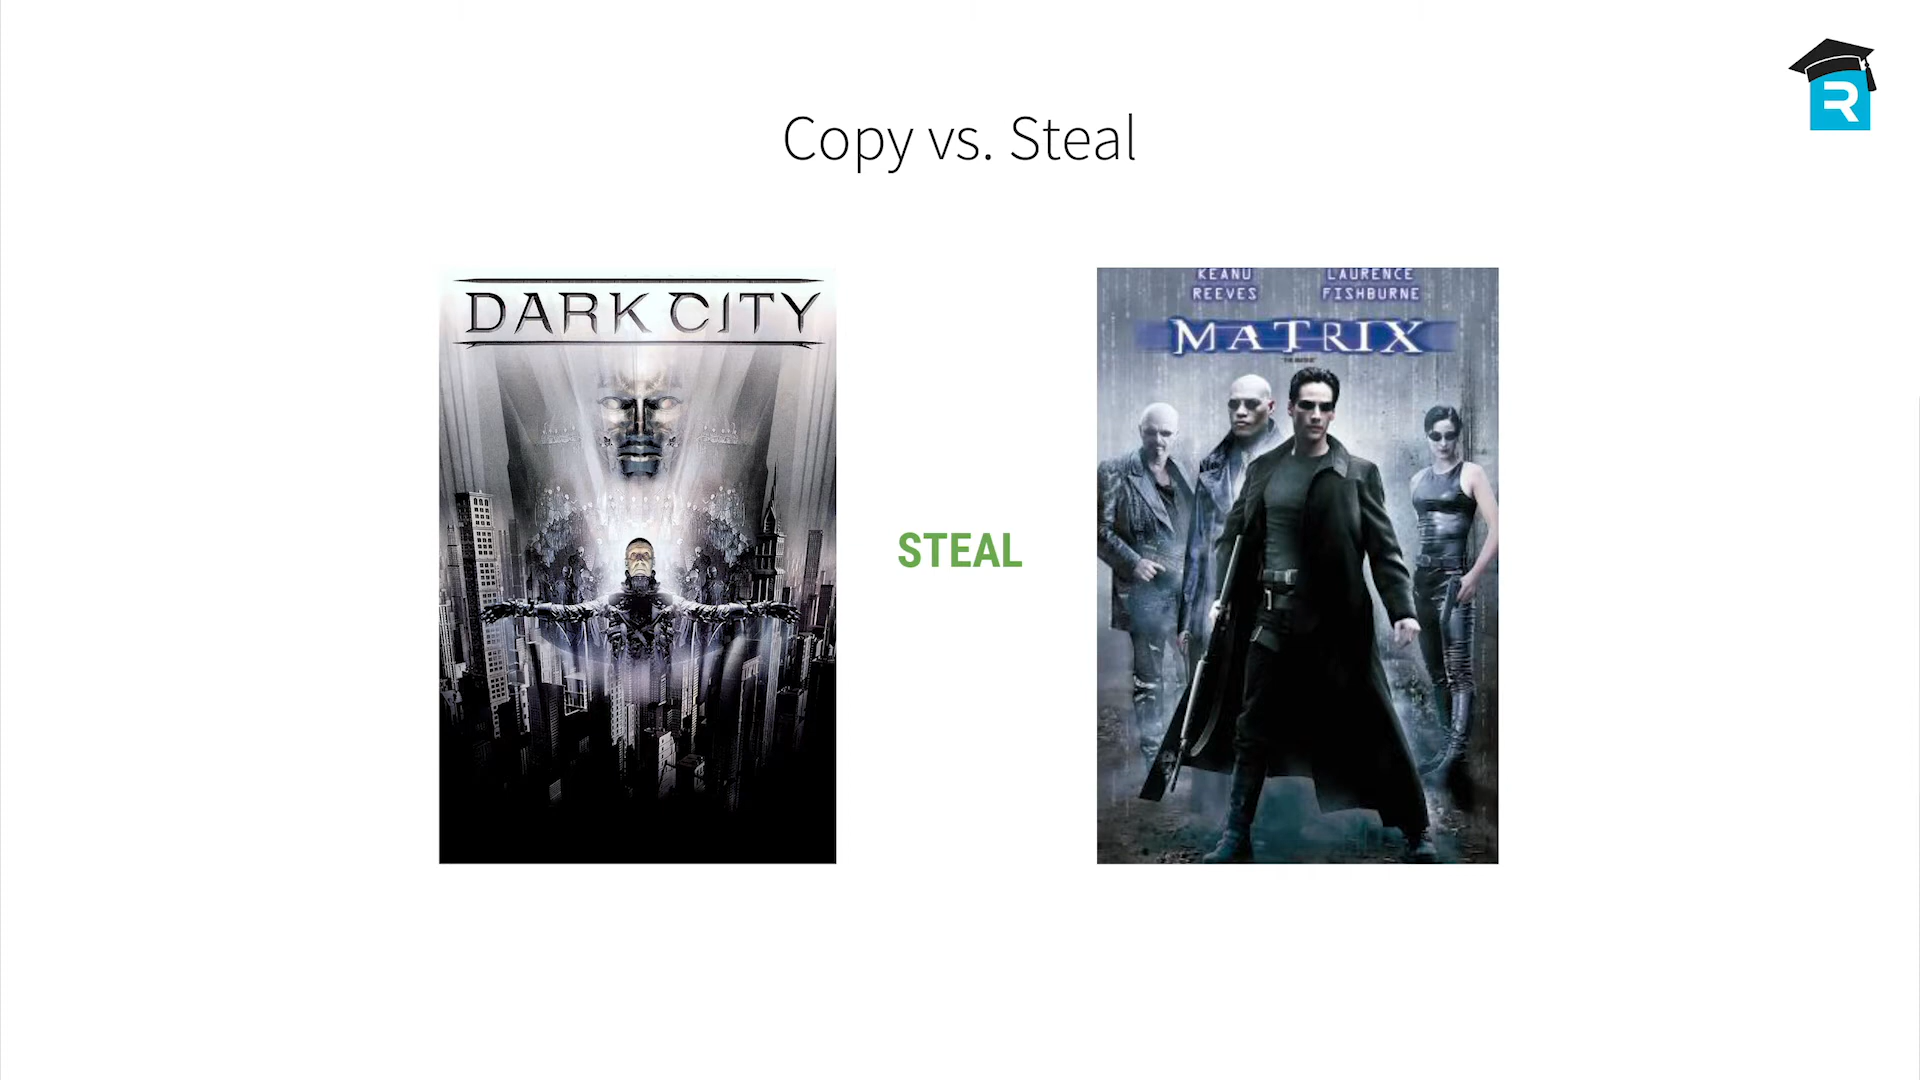 Copy vs. Steal
DARK CITY
STEAL
KEANU REEVES
LAURENCE FISHBURNE
MATRIX
R